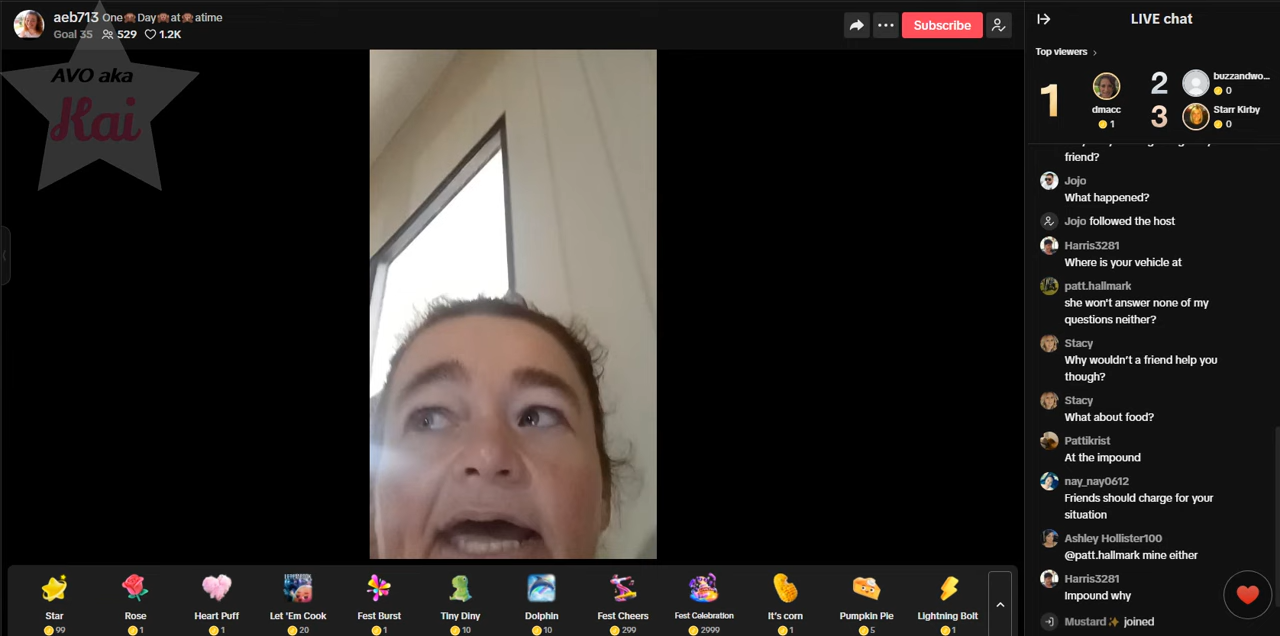 aeb713 One Day at atime
Goal 35 529 1.2K
AVO aka
Kai
Subscribe
LIVE chat
Top viewers
1
dmacc
1
2
buzzandwo...
0
3
Starr Kirby
0
friend?
Jojo
What happened?
Jojo followed the host
Harris3281
Where is your vehicle at
patt.hallmark
she won't answer none of my
questions neither?
Stacy
Why wouldn't a friend help you
though?
Stacy
What about food?
Pattikrist
At the impound
nay_nay0612
Friends should charge for your
situation
Ashley Hollister100
@patt.hallmark mine either
Harris3281
Impound why
Mustard joined
Star
99
Rose
1
Heart Puff
1
Let 'Em Cook
20
Fest Burst
1
Tiny Diny
10
Dolphin
10
Fest Cheers
299
Fest Celebration
2999
It's corn
1
Pumpkin Pie
5
Lightning Bolt
1